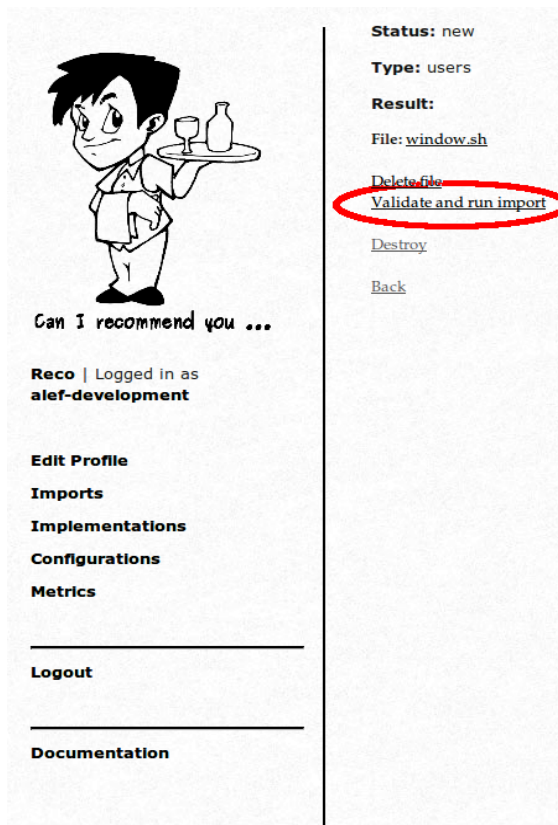 Can I recommend you ...
Reco | Logged in as
alef-development
Edit Profile
Imports
Implementations
Configurations
Metrics
Logout
Documentation
Status: new
Type: users
Result:
File: window.sh
Delete file
Validate and run import
Destroy
Back